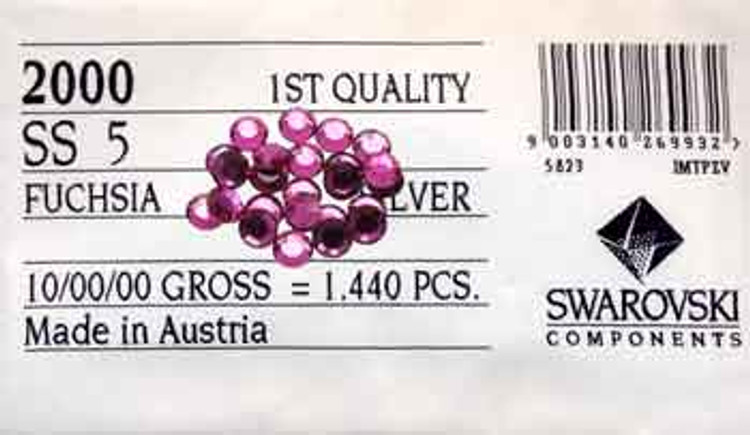 2000 1ST QUALITY
SS 5
FUCHSIA LVER
10/00/00 GROSS = 1.440 PCS.
Made in Austria
9 003140 269932 >
5823 IMTPZV
SWAROVSKI
COMPONENTS